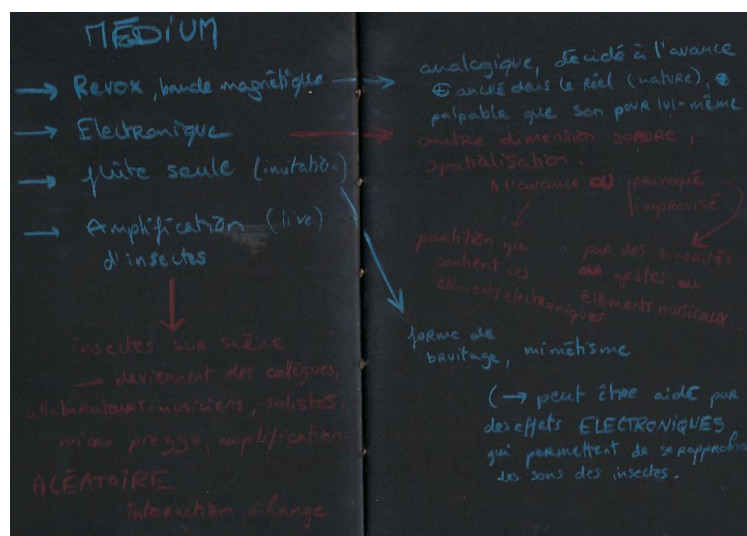 MÉDIUM
→ Revox, bande magnétique →
→ Electronique →
→ flûte seule (imitation)
→ Amplification (live)
d'insectes
insectes sur scène
→ deviennent des collègues,
collaborateurs, musiciens, solistes.
micro piezzo, amplification
ALÉATOIRE
Interaction échange
analogique, décidé à l'avance
⊕ ancré dans le réel (nature), ⊕
palpable que son pour lui-même
autre dimension sonore,
spatialisation.
A l'avance OU provoqué
improvisé
partition qui
contient ces
éléments électroniques
par des
de gestes ou
éléments musicaux...
forme de
bruitage, mimétisme
(→ peut être aidé par
des effets ELECTRONIQUES
qui permettent de se rapprocher
des sons des insectes.